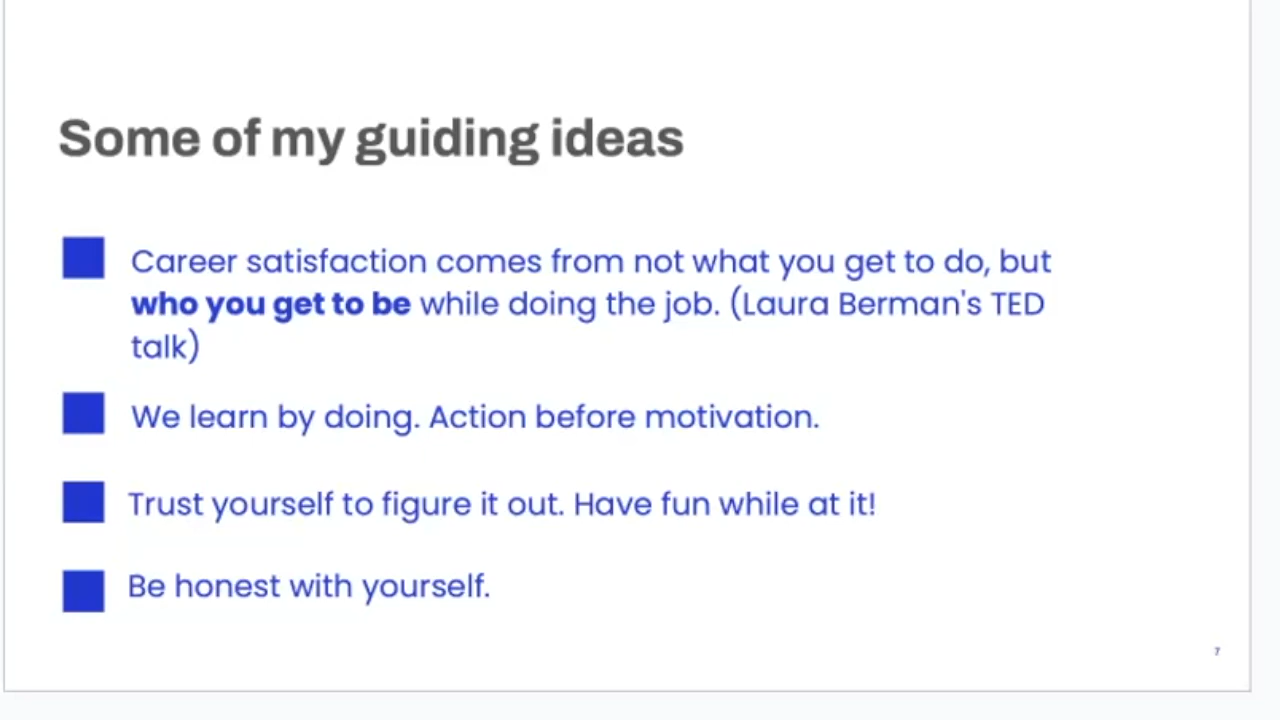 Some of my guiding ideas
Career satisfaction comes from not what you get to do, but
who you get to be while doing the job. (Laura Berman's TED
talk)
We learn by doing. Action before motivation.
Trust yourself to figure it out. Have fun while at it!
Be honest with yourself.
7